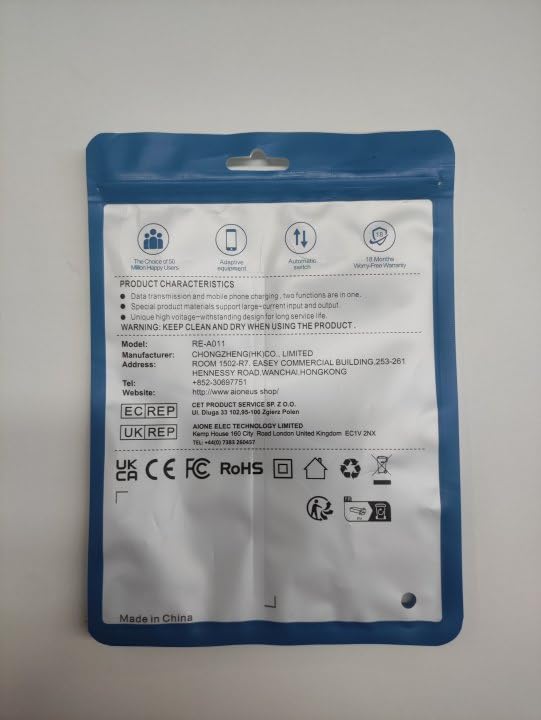 The Choice of 50
Million Happy Users
Adaptive
equipment
Automatic
switch
18
18 Months
Worry-Free Warranty
PRODUCT CHARACTERISTICS
● Data transmission and mobile phone charging , two functions are in one.
● Special product materials support large-current input and output.
● Unique high voltage-withstanding design for long service life.
WARNING: KEEP CLEAN AND DRY WHEN USING THE PRODUCT .
Model: RE-A011
Manufacturer: CHONGZHENG(HK)CO., LIMITED
Address: ROOM 1502-R7. EASEY COMMERCIAL BUILDING,253-261
HENNESSY ROAD,WANCHAI,HONGKONG
Tel: +852-30697751
Website: http://www.aioneus shop/
EC REP CET PRODUCT SERVICE SP. Z O.O.
Ul. Dluga 33 102,95-100 Zgierz Polen
UK REP AIONE ELEC TECHNOLOGY LIMITED
Kemp House 160 City Road London United Kingdom EC1V 2NX
TEL: +44(0) 7383 260457
UK CA CE FC RoHS
Made in China